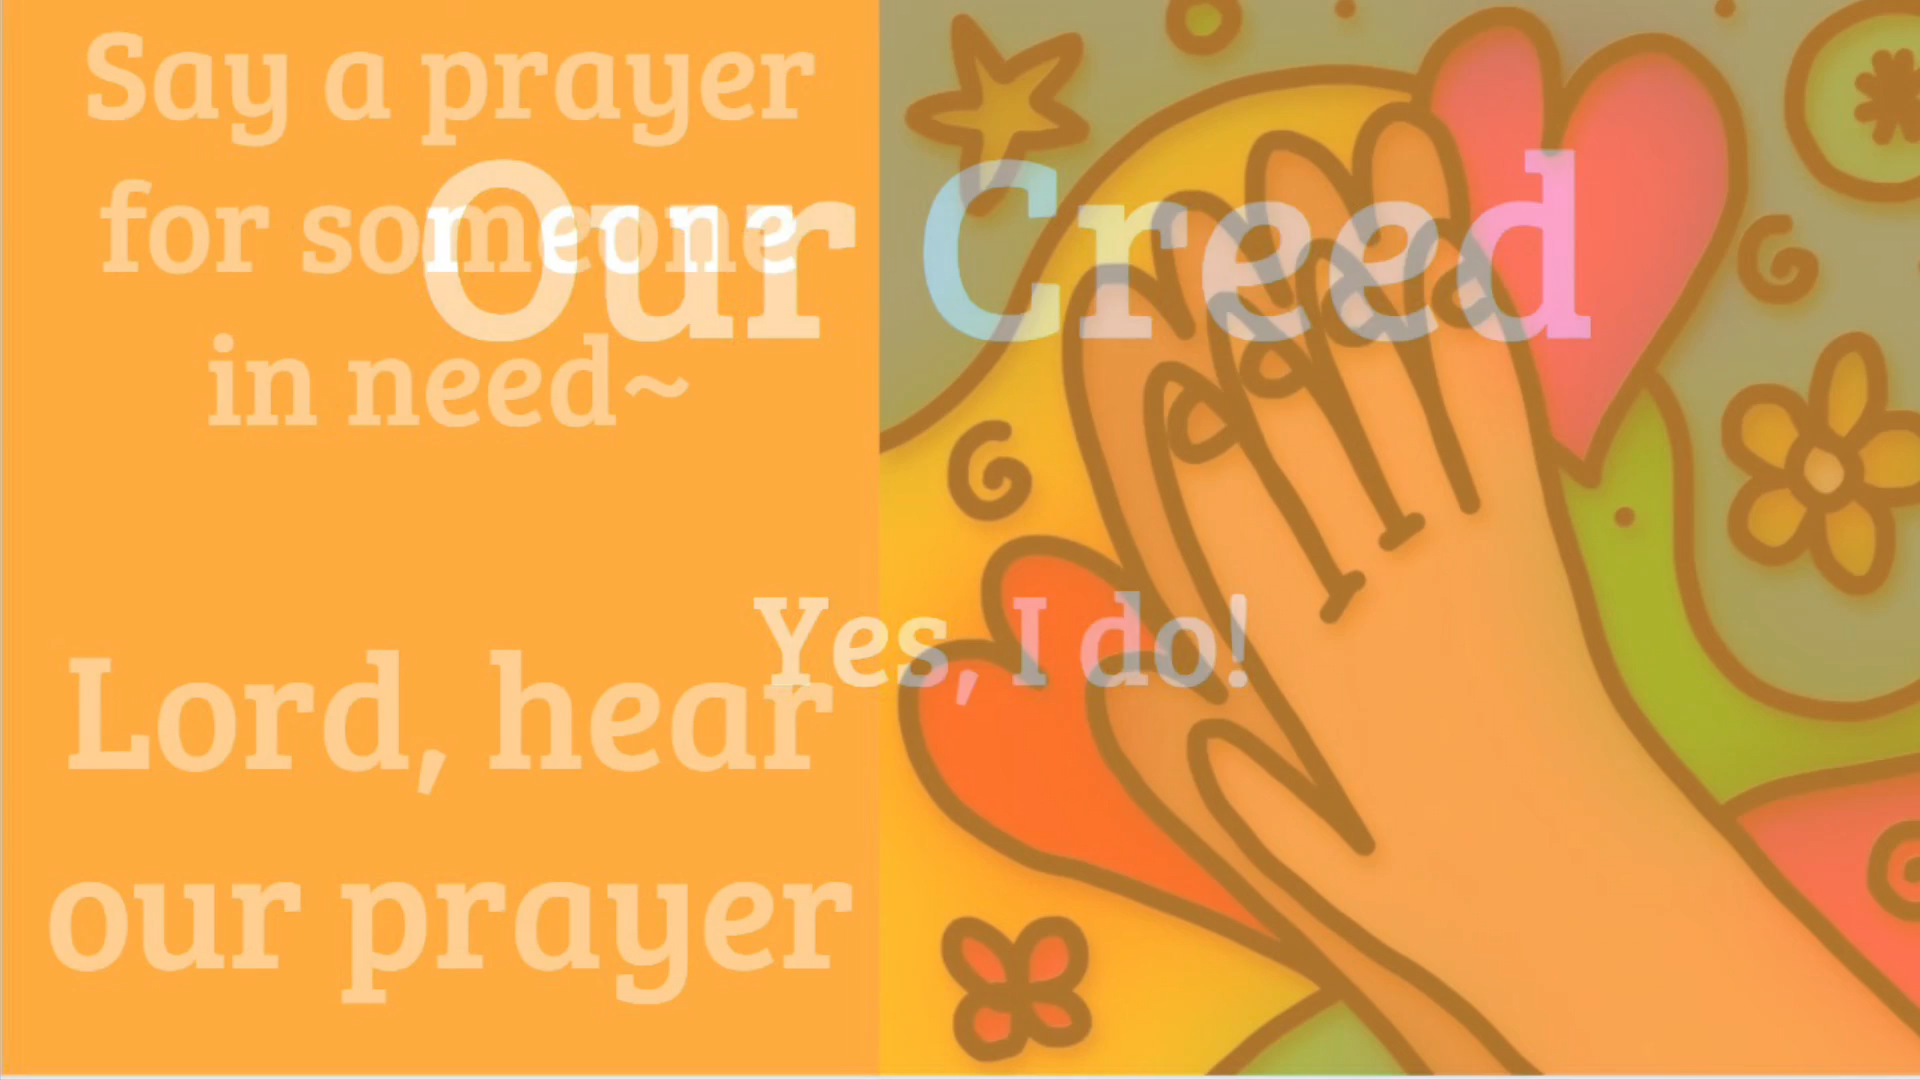 Say a prayer
for someone
in need~
Our Creed
Yes, I do!
Lord, hear
our prayer